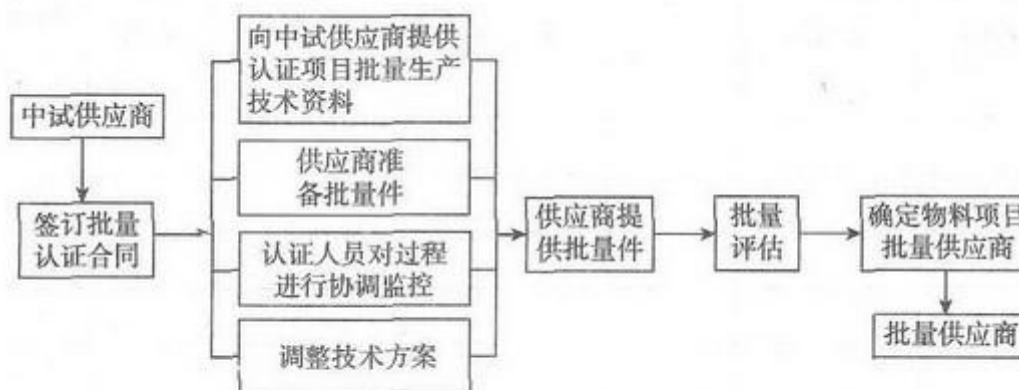 中试供应商
签订批量
认证合同
向中试供应商提供
认证项目批量生产
技术资料
供应商准
备批量件
认证人员对过程
进行协调监控
调整技术方案
供应商提
供批量件
批量
评估
确定物料项目
批量供应商
批量供应商